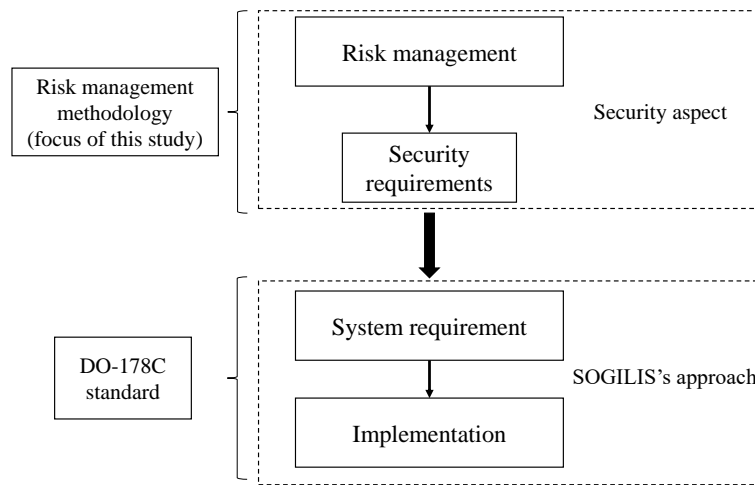 Risk management
methodology
(focus of this study)
Risk management
Security
requirements
Security aspect
DO-178C
standard
System requirement
Implementation
SOGILIS’s approach